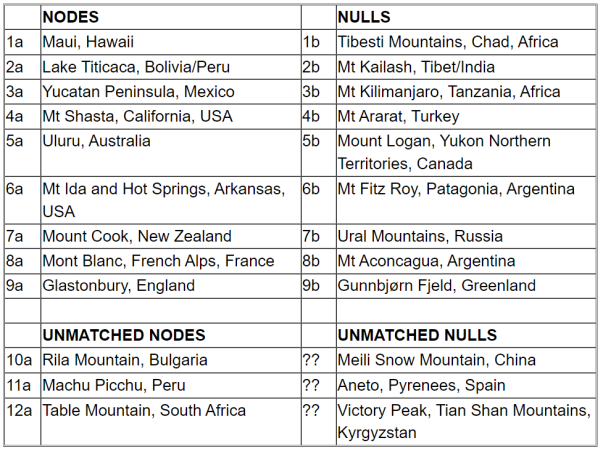 NODES NULLS
1a Maui, Hawaii 1b Tibesti Mountains, Chad, Africa
2a Lake Titicaca, Bolivia/Peru 2b Mt Kailash, Tibet/India
3a Yucatan Peninsula, Mexico 3b Mt Kilimanjaro, Tanzania, Africa
4a Mt Shasta, California, USA 4b Mt Ararat, Turkey
5a Uluru, Australia 5b Mount Logan, Yukon Northern
Territories, Canada
6a Mt Ida and Hot Springs, Arkansas, 6b Mt Fitz Roy, Patagonia, Argentina
USA
7a Mount Cook, New Zealand 7b Ural Mountains, Russia
8a Mont Blanc, French Alps, France 8b Mt Aconcagua, Argentina
9a Glastonbury, England 9b Gunnbjørn Fjeld, Greenland
UNMATCHED NODES UNMATCHED NULLS
10a Rila Mountain, Bulgaria ?? Meili Snow Mountain, China
11a Machu Picchu, Peru ?? Aneto, Pyrenees, Spain
12a Table Mountain, South Africa ?? Victory Peak, Tian Shan Mountains,
Kyrgyzstan